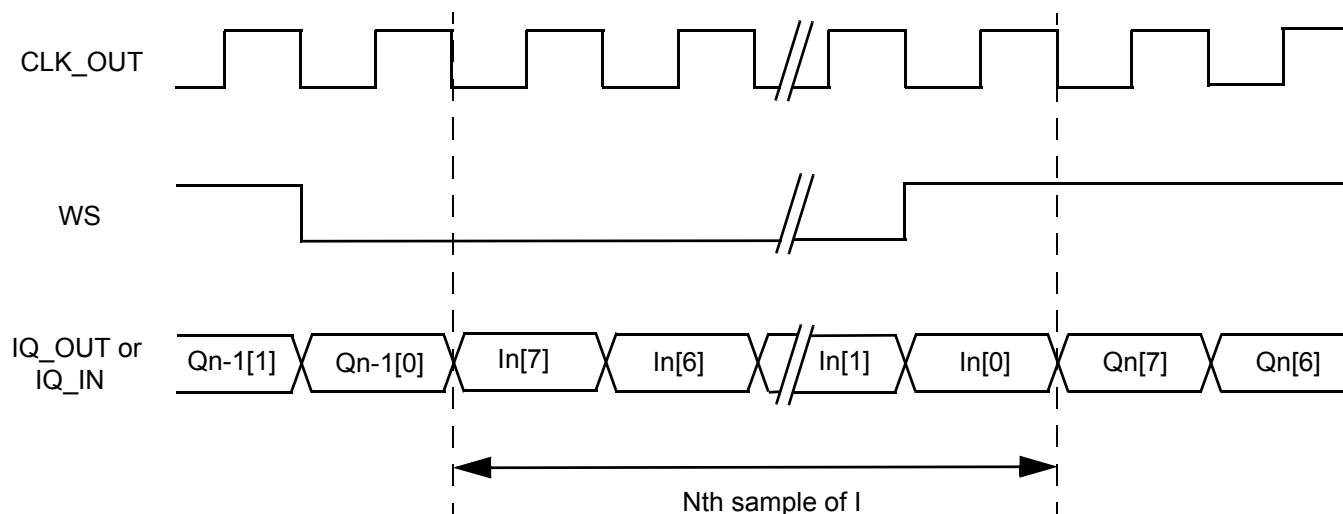 CLK_OUT
WS
IQ_OUT or
IQ_IN
Qn-1[1] Qn-1[0] In[7] In[6] In[1] In[0] Qn[7] Qn[6]
Nth sample of I